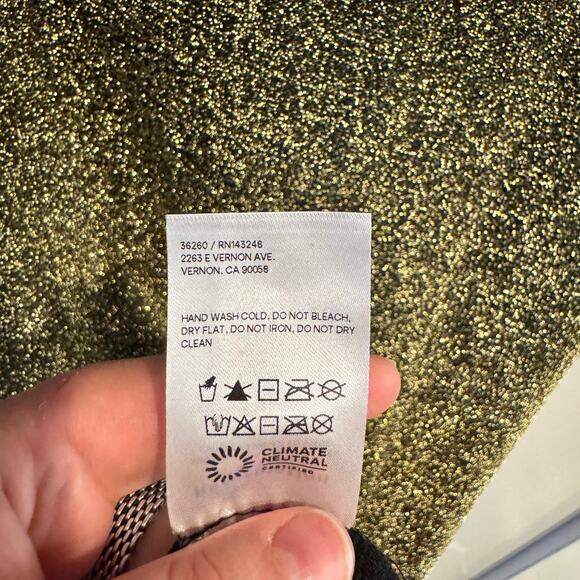 36260 / RN143248
2263 E VERNON AVE.
VERNON, CA 90058
HAND WASH COLD, DO NOT BLEACH,
DRY FLAT, DO NOT IRON, DO NOT DRY
CLEAN
CLIMATE
NEUTRAL
CERTIFIED